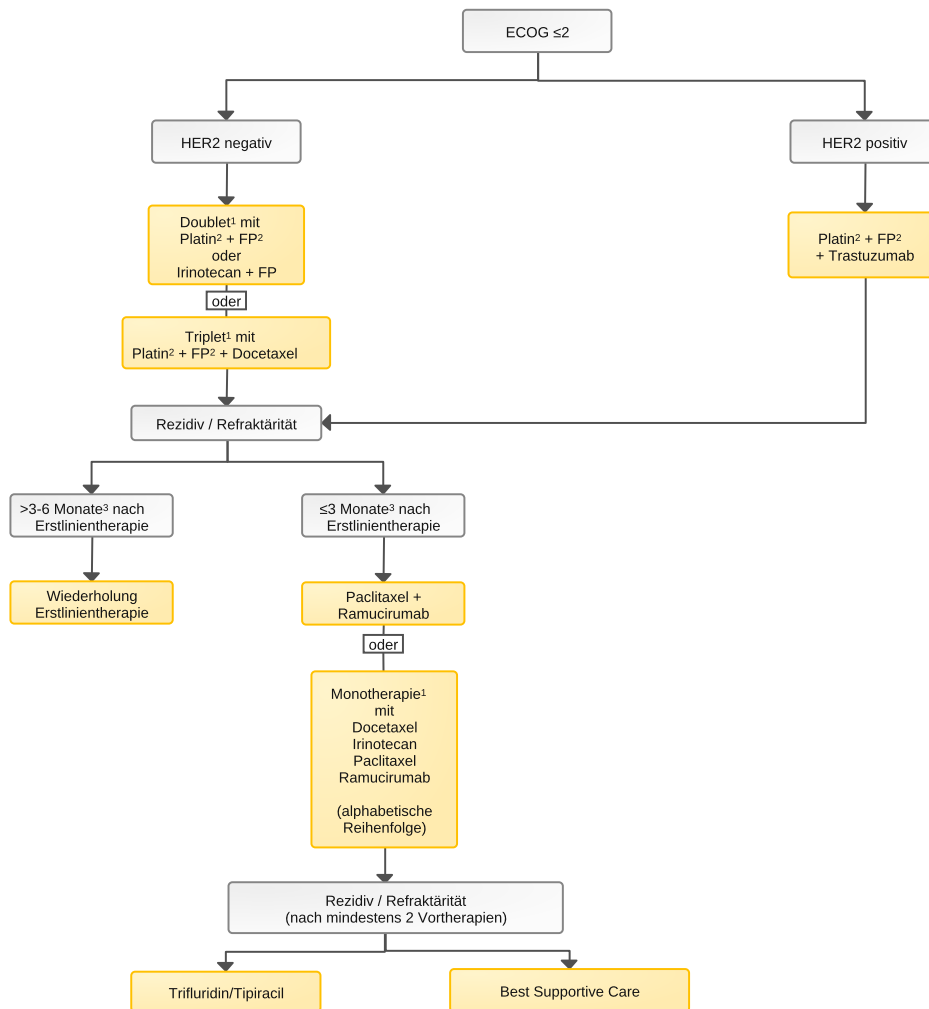 ECOG ≤2
HER2 negativ
HER2 positiv
Doublet¹ mit
Platin² + FP²
oder
Irinotecan + FP
Platin² + FP²
+ Trastuzumab
oder
Triplet¹ mit
Platin² + FP² + Docetaxel
Rezidiv / Refraktärität
>3-6 Monate³ nach
Erstlinientherapie
≤3 Monate³ nach
Erstlinientherapie
Wiederholung
Erstlinientherapie
Paclitaxel +
Ramucirumab
oder
Monotherapie¹
mit
Docetaxel
Irinotecan
Paclitaxel
Ramucirumab
(alphabetische
Reihenfolge)
Rezidiv / Refraktärität
(nach mindestens 2 Vortherapien)
Trifluridin/Tipiracil
Best Supportive Care